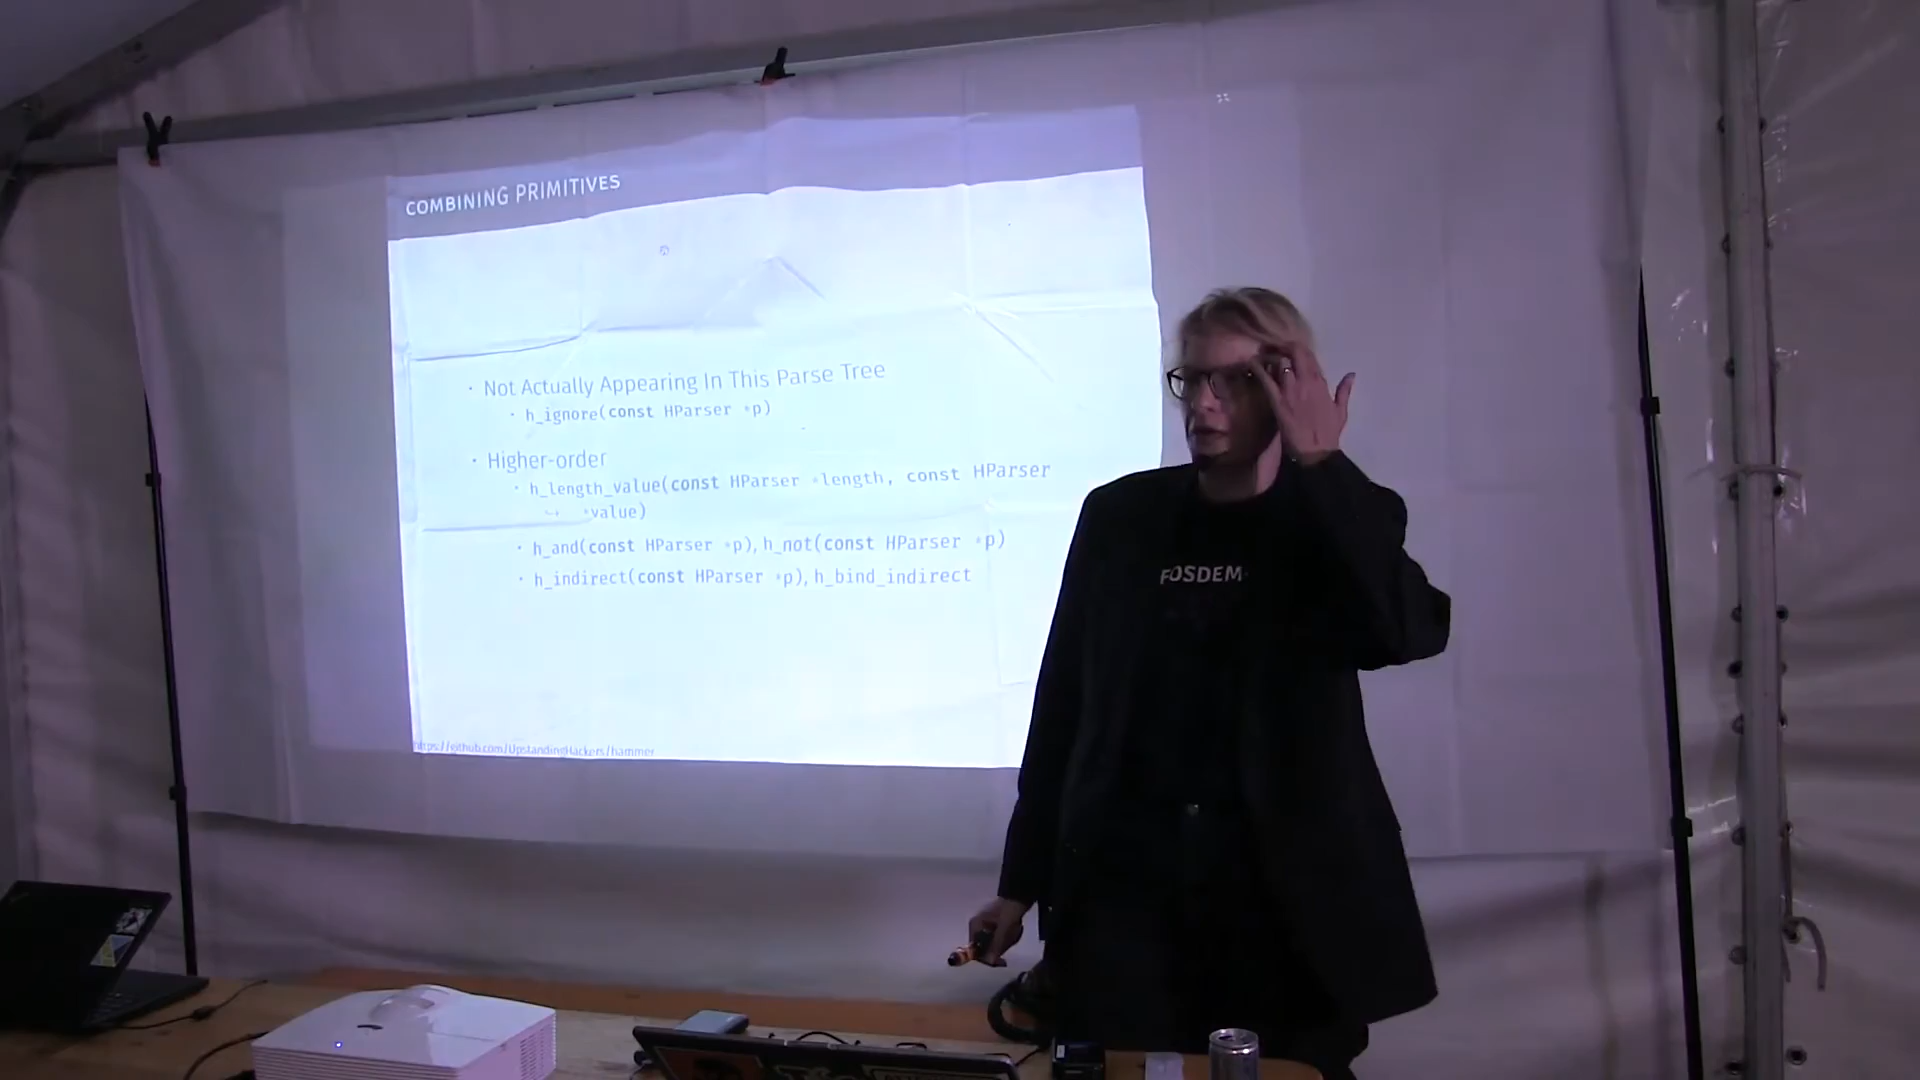 COMBINING PRIMITIVES
· Not Actually Appearing In This Parse Tree
· h_ignore(const HParser *p)
· Higher-order
· h_length_value(const HParser *length, const HParser
↪ *value)
· h_and(const HParser *p), h_not(const HParser *p)
· h_indirect(const HParser *p), h_bind_indirect
https://github.com/UpstandingHackers/hammer
FOSDEM